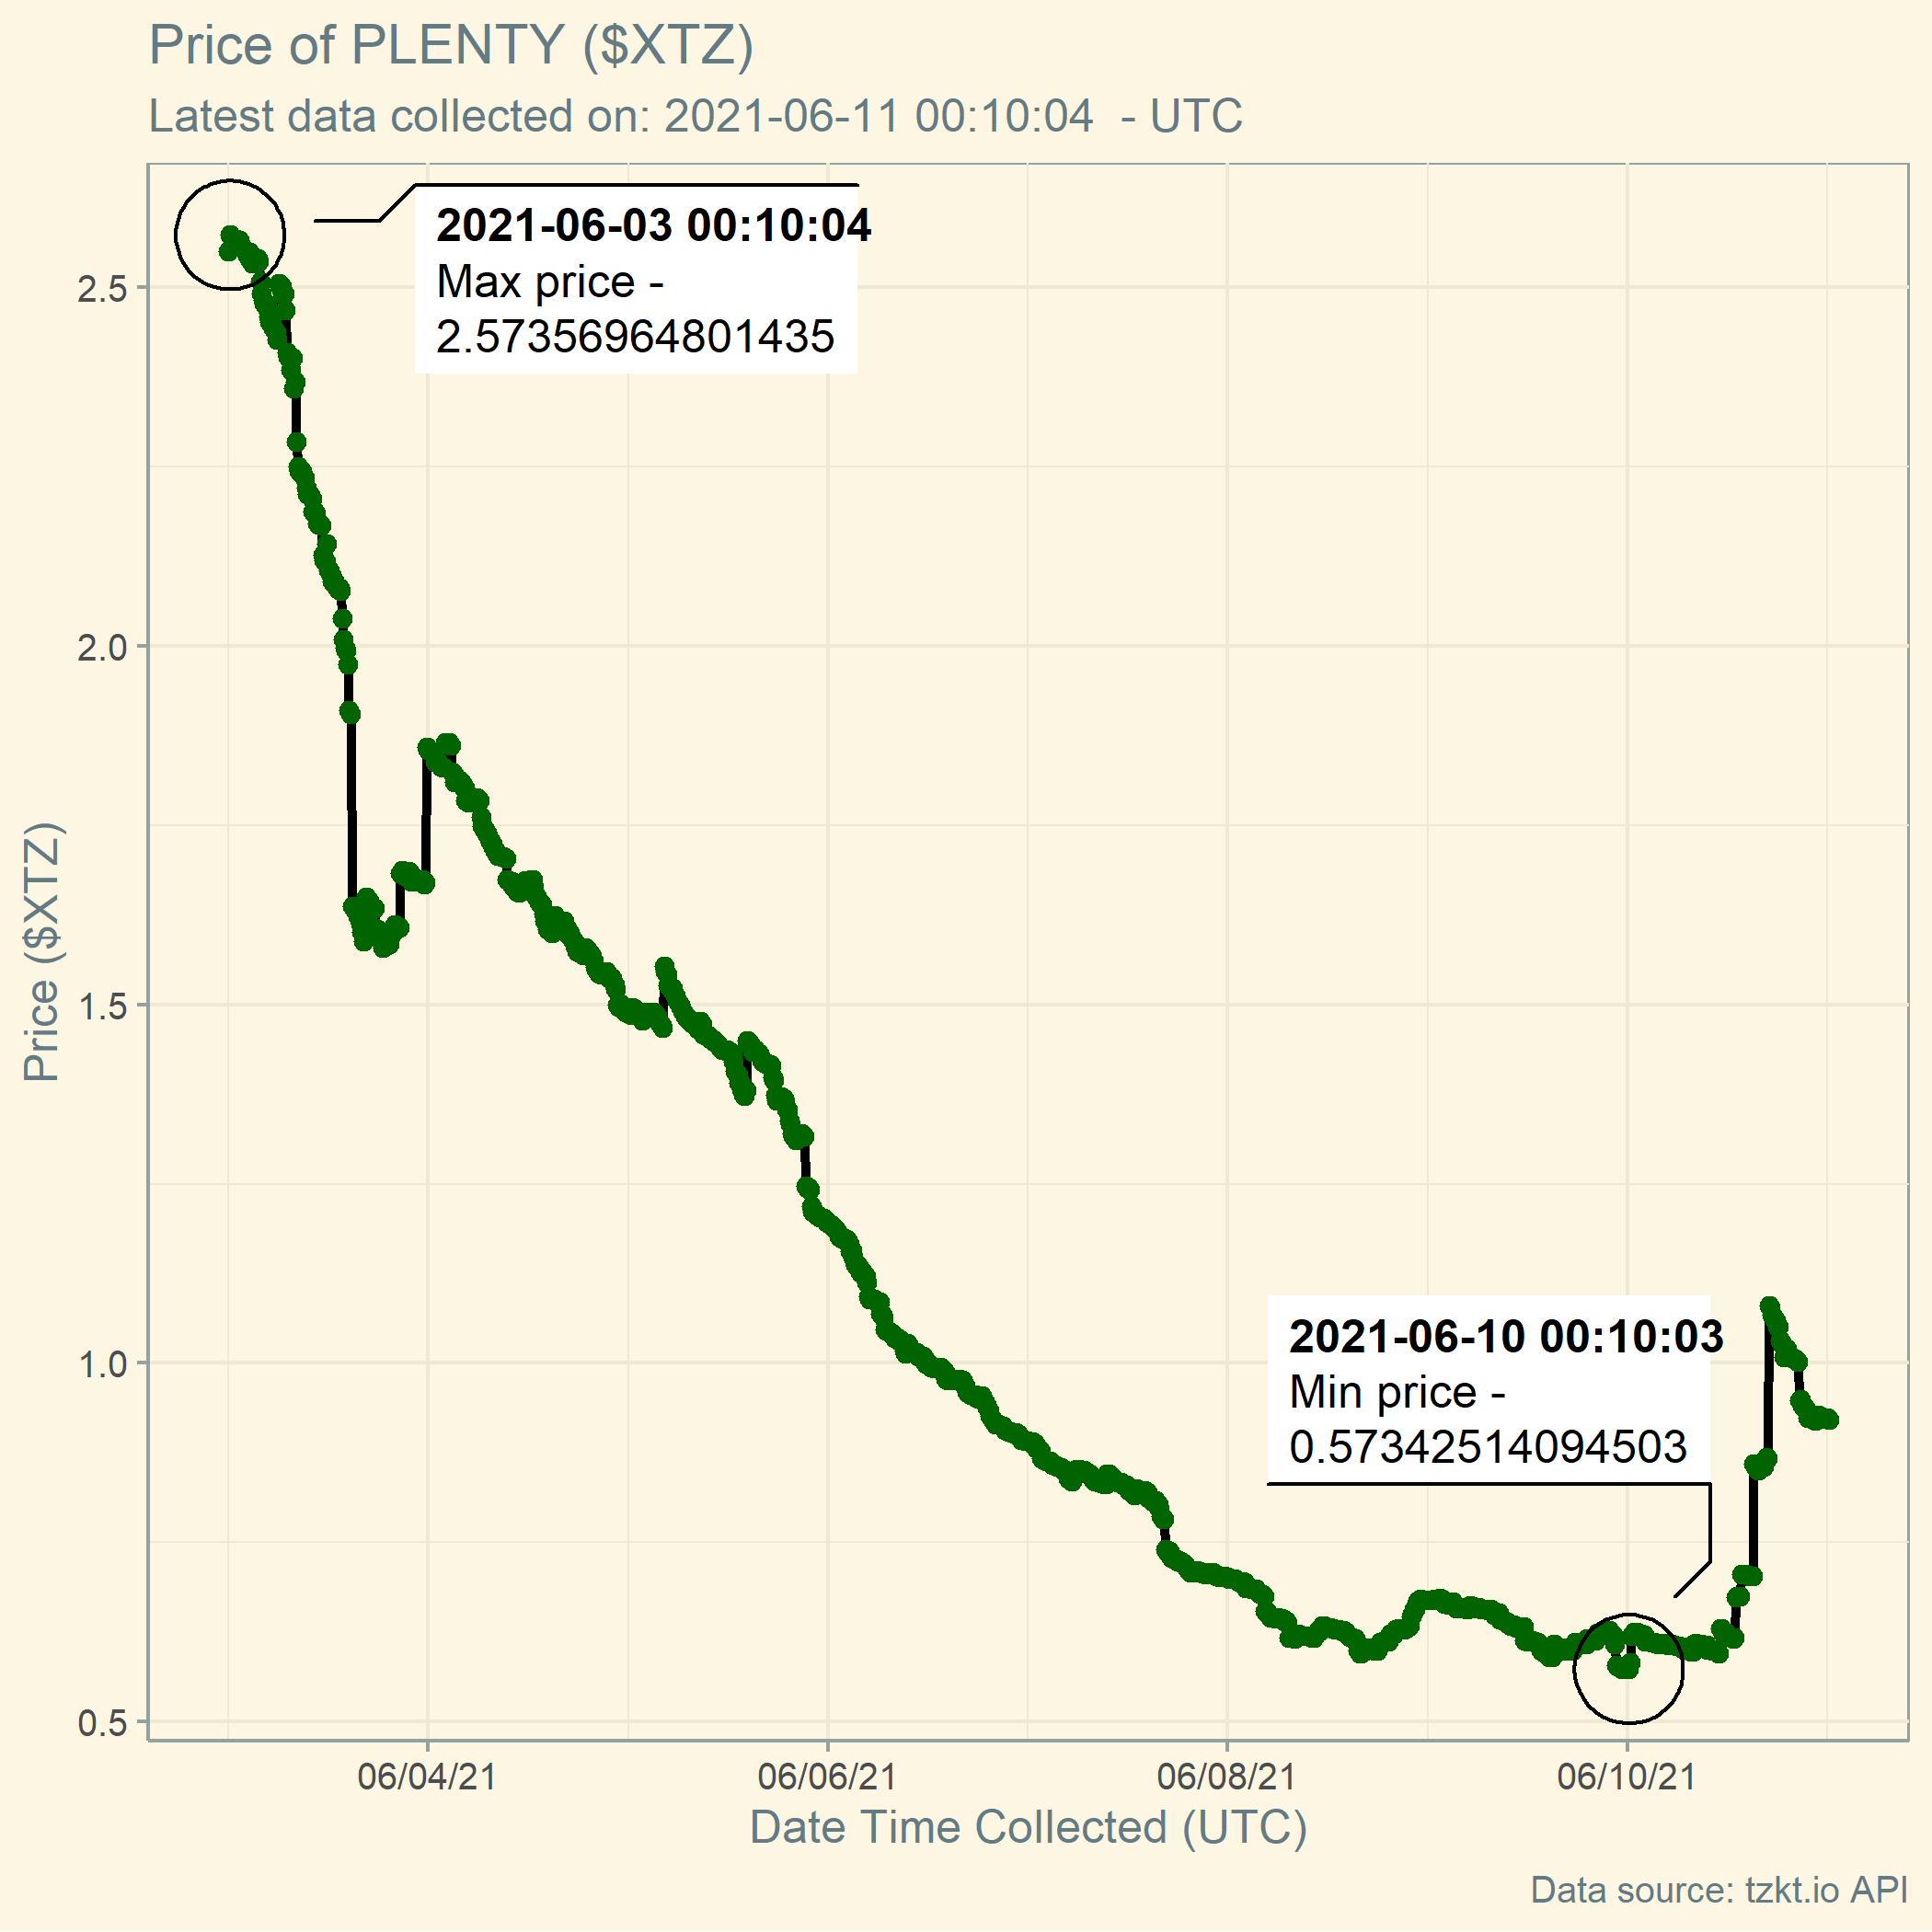 Price of PLENTY ($XTZ)
Latest data collected on: 2021-06-11 00:10:04  - UTC
2021-06-03 00:10:04
Max price -
2.57356964801435
2.5
2.0
1.5
1.0
0.5
Price ($XTZ)
2021-06-10 00:10:03
Min price -
0.57342514094503
06/04/21
06/06/21
06/08/21
06/10/21
Date Time Collected (UTC)
Data source: tzkt.io API